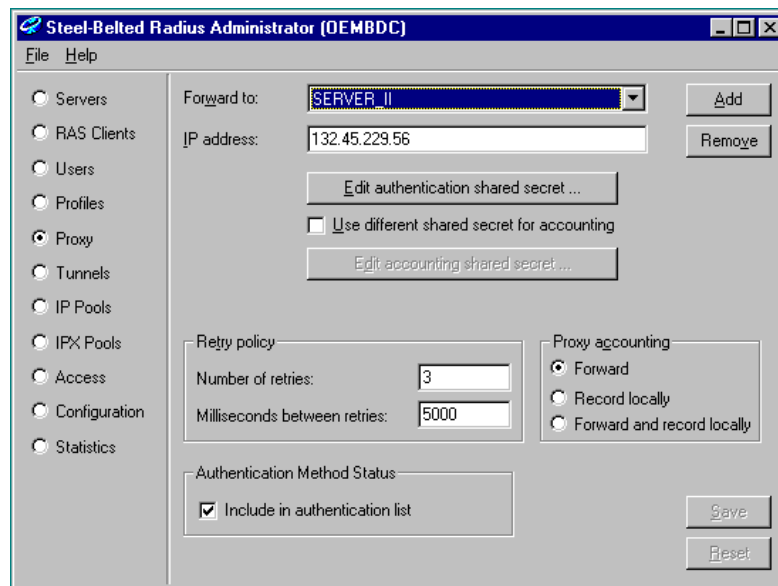 Steel-Belted Radius Administrator (OEMBDC)
File Help
Servers
RAS Clients
Users
Profiles
Proxy
Tunnels
IP Pools
IPX Pools
Access
Configuration
Statistics
Forward to: SERVER_II
Add
IP address: 132.45.229.56
Remove
Edit authentication shared secret ...
Use different shared secret for accounting
Edit accounting shared secret ...
Retry policy
Number of retries: 3
Milliseconds between retries: 5000
Proxy accounting
Forward
Record locally
Forward and record locally
Authentication Method Status
Include in authentication list
Save
Reset